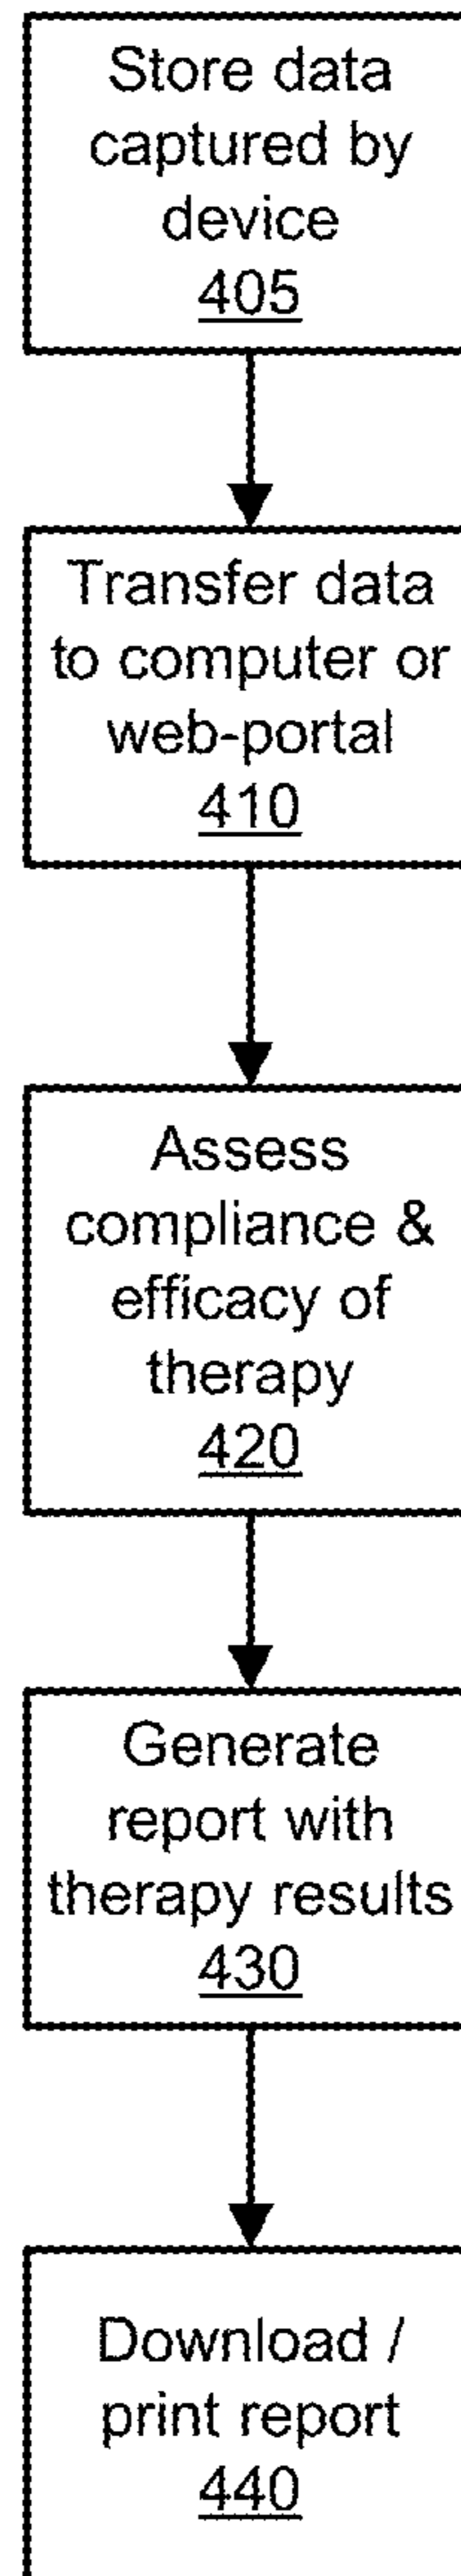 Store data
captured by
device
405
Transfer data
to computer or
web-portal
410
Assess
compliance &
efficacy of
therapy
420
Generate
report with
therapy results
430
Download /
print report
440